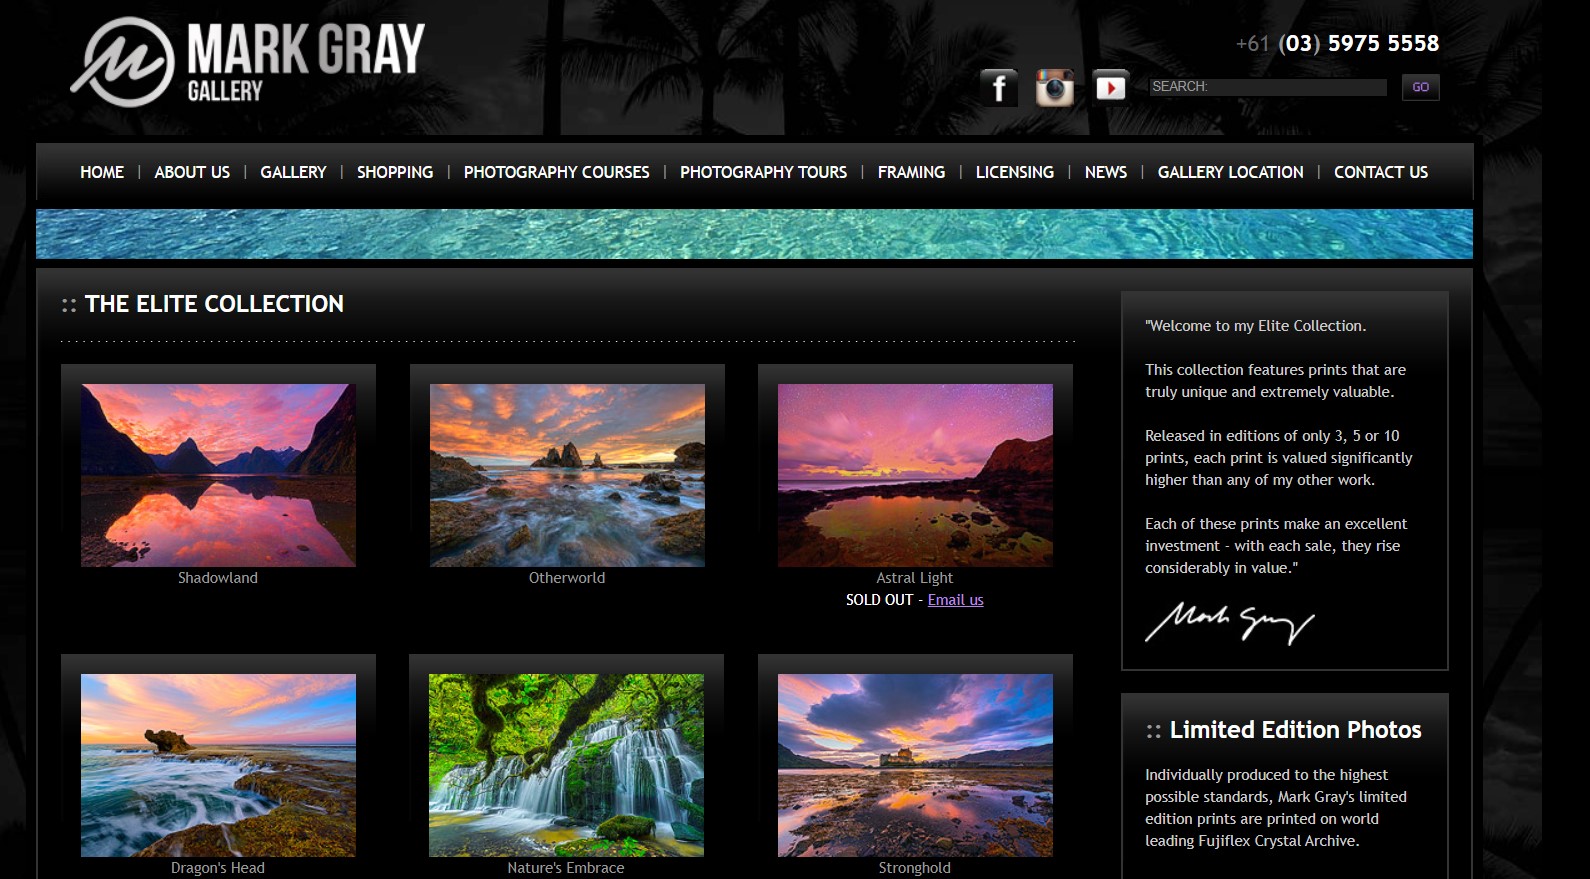 MARK GRAY
GALLERY
+61 (03) 5975 5558
SEARCH:
GO
HOME | ABOUT US | GALLERY | SHOPPING | PHOTOGRAPHY COURSES | PHOTOGRAPHY TOURS | FRAMING | LICENSING | NEWS | GALLERY LOCATION | CONTACT US
:: THE ELITE COLLECTION
Shadowland
Otherworld
Astral Light
SOLD OUT - Email us
Dragon's Head
Nature's Embrace
Stronghold
"Welcome to my Elite Collection.
This collection features prints that are
truly unique and extremely valuable.
Released in editions of only 3, 5 or 10
prints, each print is valued significantly
higher than any of my other work.
Each of these prints make an excellent
investment - with each sale, they rise
considerably in value."
Mark Gray
:: Limited Edition Photos
Individually produced to the highest
possible standards, Mark Gray's limited
edition prints are printed on world
leading Fujiflex Crystal Archive.